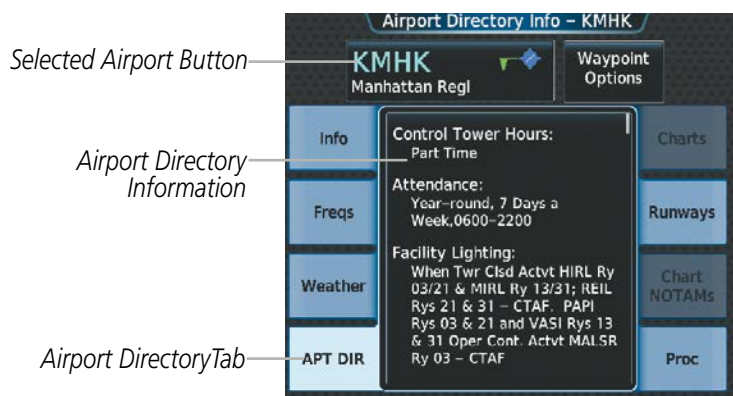 Airport Directory Info – KMHK
Selected Airport Button
KMHK
Manhattan Regl
Waypoint
Options
Info
Freqs
Weather
APT DIR
Airport Directory
Information
Airport DirectoryTab
Control Tower Hours:
Part Time
Attendance:
Year–round, 7 Days a
Week,0600–2200
Facility Lighting:
When Twr Clsd Actvt HIRL Ry
03/21 & MIRL Ry 13/31; REIL
Rys 21 & 31 – CTAF.  PAPI
Rys 03 & 21 and VASI Rys 13
& 31 Oper Cont. Actvt MALSR
Ry 03 – CTAF
Charts
Runways
Chart
NOTAMs
Proc